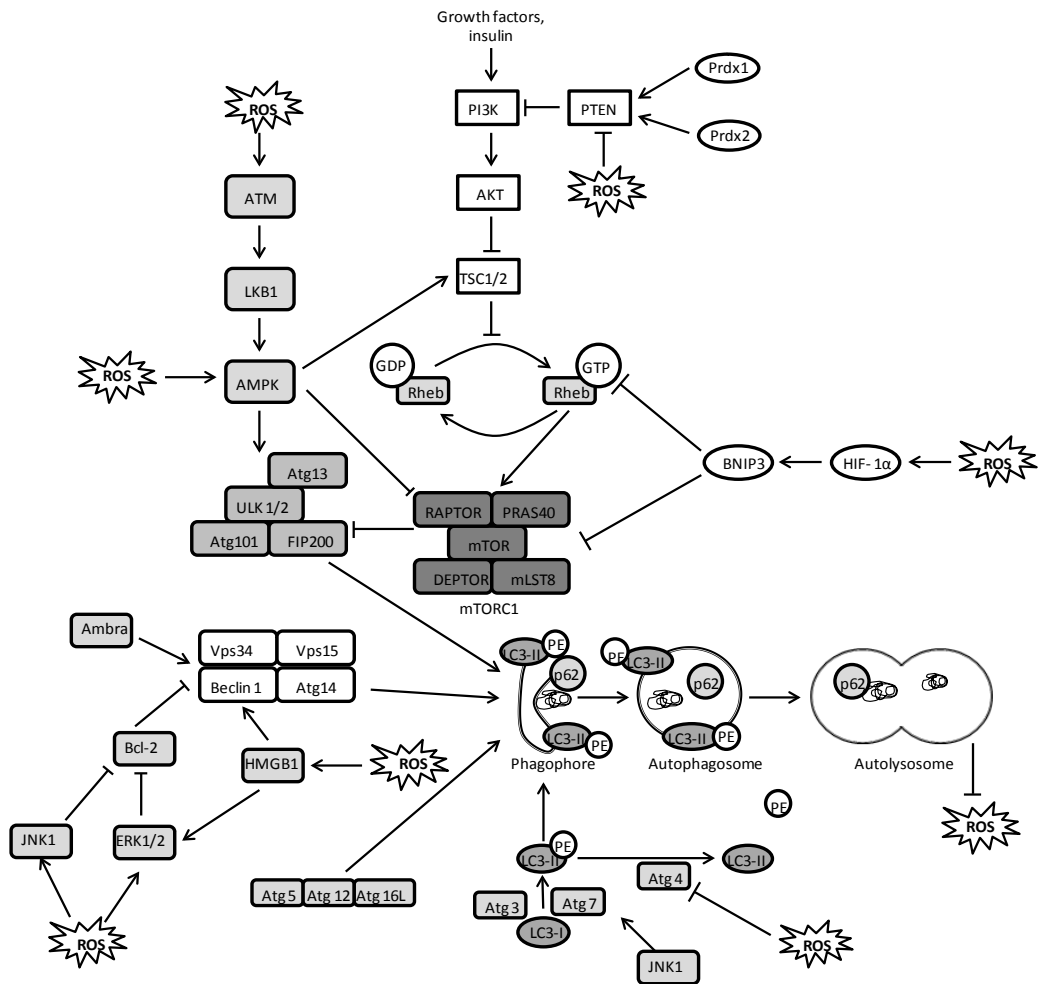 Growth factors,
insulin
Prdx1
ROS
PI3K
PTEN
Prdx2
ROS
ATM
AKT
TSC1/2
LKB1
GDP
GTP
ROS
AMPK
Rheb
Rheb
BNIP3
HIF- 1α
ROS
Atg13
ULK 1/2
RAPTOR
PRAS40
Atg101
FIP200
mTOR
DEPTOR
mLST8
mTORC1
Ambra
Vps34
Vps15
LC3-II
PE
PE
LC3-II
p62
p62
p62
Beclin 1
Atg14
Bcl-2
LC3-II
PE
LC3-II
PE
HMGB1
ROS
Phagophore
Autophagosome
Autolysosome
PE
ROS
JNK1
ERK1/2
PE
LC3-II
LC3-II
Atg 4
Atg 5
Atg 12
Atg 16L
Atg 3
Atg 7
LC3-I
ROS
ROS
JNK1